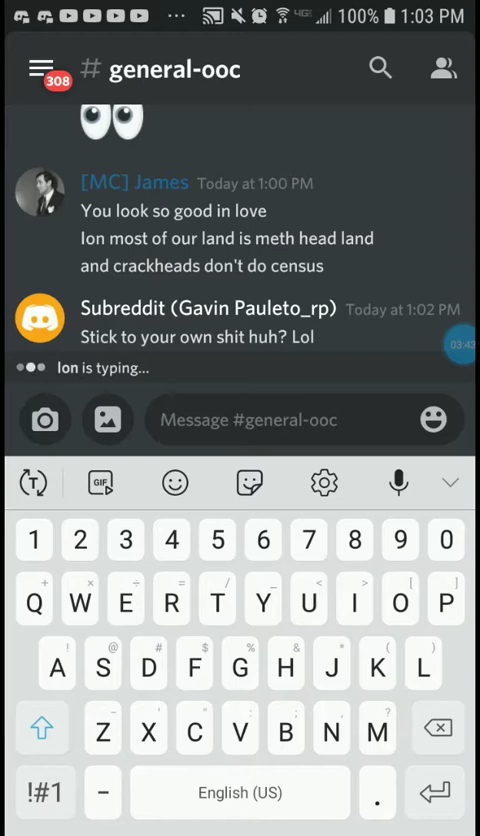 4GE 100% 1:03 PM
308 # general-ooc
[MC] James Today at 1:00 PM
You look so good in love
Ion most of our land is meth head land
and crackheads don't do census
Subreddit (Gavin Pauleto_rp) Today at 1:02 PM
Stick to your own shit huh? Lol
03:43
Ion is typing...
Message #general-ooc
T GIF
1 2 3 4 5 6 7 8 9 0
+ × ÷ = / _ < > [ ]
Q W E R T Y U I O P
! @ # $ % & * ( )
A S D F G H J K L
- ' " : ; , ?
Z X C V B N M
!#1 - English (US) .